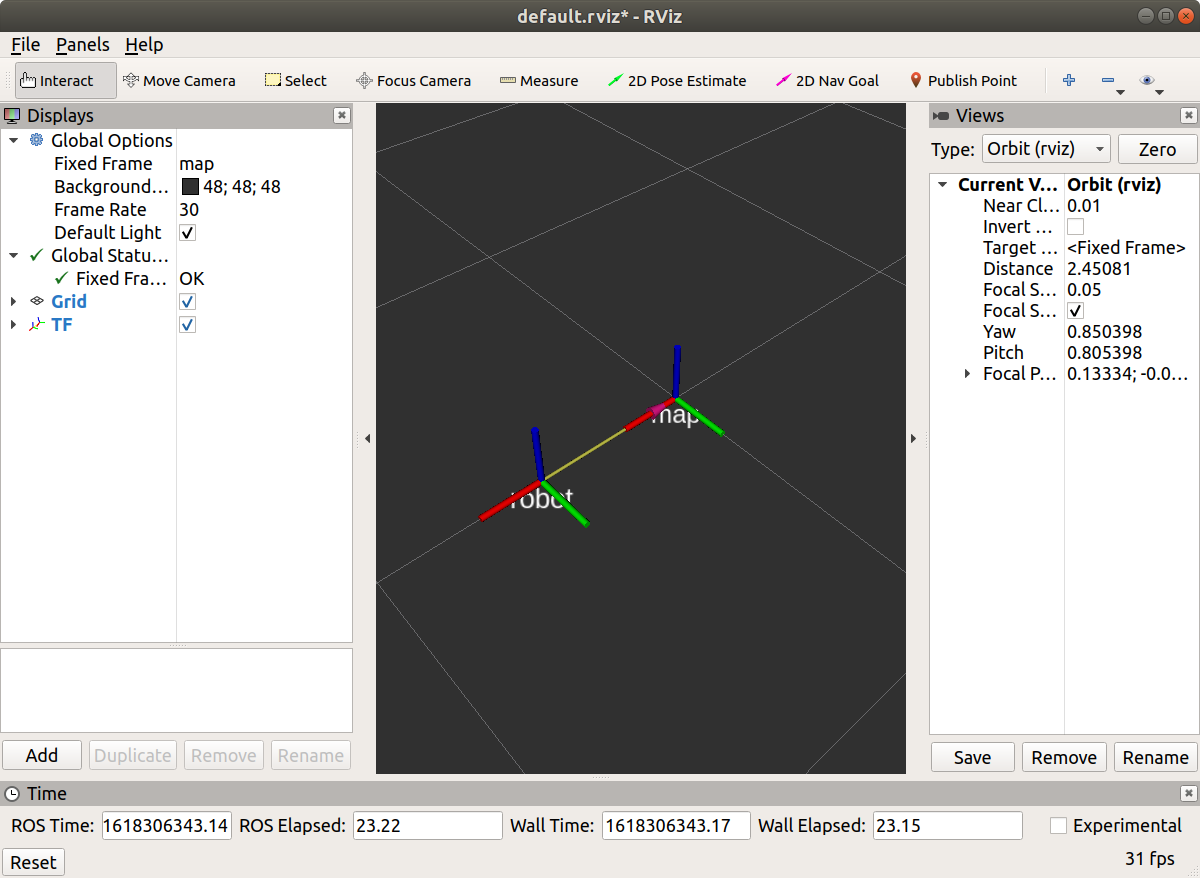 default.rviz* - RViz
File Panels Help
Interact Move Camera Select Focus Camera Measure 2D Pose Estimate 2D Nav Goal Publish Point
Displays
Global Options
Fixed Frame map
Background... 48; 48; 48
Frame Rate 30
Default Light
Global Statu...
Fixed Fra... OK
Grid
TF
Add Duplicate Remove Rename
map
robot
Views
Type: Orbit (rviz) Zero
Current V... Orbit (rviz)
Near Cl... 0.01
Invert ...
Target ... <Fixed Frame>
Distance 2.45081
Focal S... 0.05
Focal S...
Yaw 0.850398
Pitch 0.805398
Focal P... 0.13334; -0.0...
Save Remove Rename
Time
ROS Time: 1618306343.14 ROS Elapsed: 23.22 Wall Time: 1618306343.17 Wall Elapsed: 23.15 Experimental
Reset 31 fps